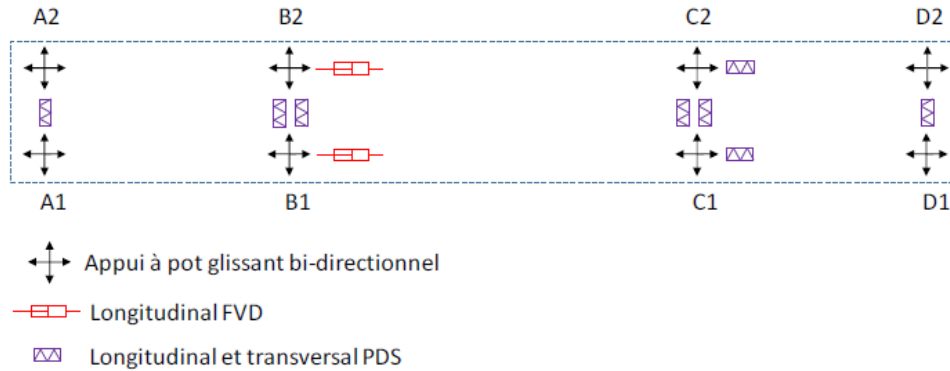 A2 B2 C2 D2
A1 B1 C1 D1
Appui à pot glissant bi-directionnel
Longitudinal FVD
Longitudinal et transversal PDS